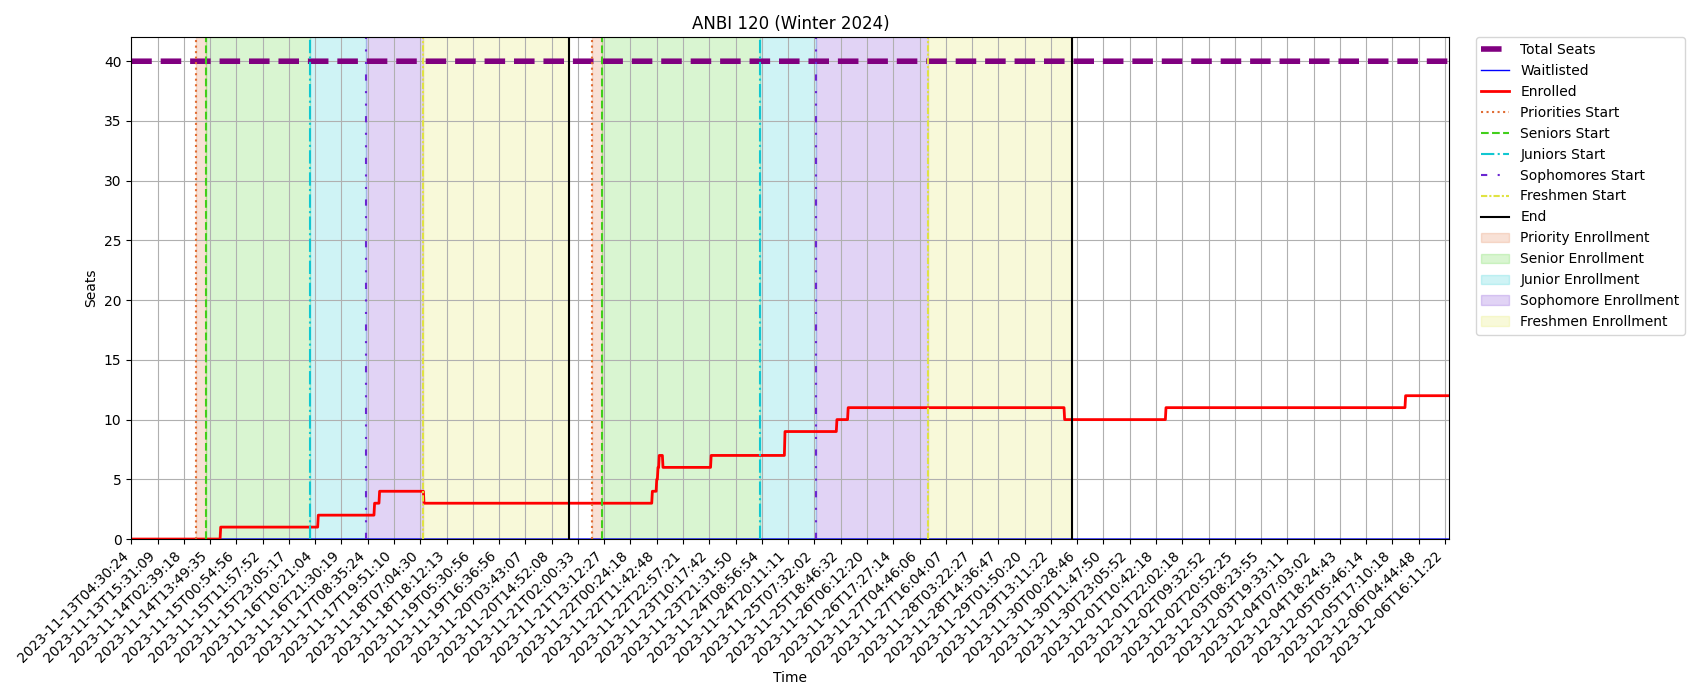 ANBI 120 (Winter 2024)
Seats
40
35
30
25
20
15
10
5
0
2023-11-13T04:30:24
2023-11-13T15:31:09
2023-11-14T02:39:18
2023-11-14T13:49:35
2023-11-15T00:54:56
2023-11-15T11:57:52
2023-11-15T23:05:17
2023-11-16T10:21:04
2023-11-16T21:30:19
2023-11-17T08:35:24
2023-11-17T19:51:10
2023-11-18T07:04:30
2023-11-18T18:12:13
2023-11-19T05:30:56
2023-11-19T16:36:56
2023-11-20T03:43:07
2023-11-20T14:52:08
2023-11-21T02:00:33
2023-11-21T13:12:27
2023-11-22T00:24:18
2023-11-22T11:42:48
2023-11-22T22:57:21
2023-11-23T10:17:42
2023-11-23T21:31:50
2023-11-24T08:56:54
2023-11-24T20:11:11
2023-11-25T07:32:02
2023-11-25T18:46:32
2023-11-26T06:12:20
2023-11-26T17:27:14
2023-11-27T04:46:06
2023-11-27T16:04:07
2023-11-28T03:22:27
2023-11-28T14:36:47
2023-11-29T01:50:20
2023-11-29T13:11:22
2023-11-30T00:28:46
2023-11-30T11:47:50
2023-11-30T23:05:52
2023-12-01T10:42:18
2023-12-01T22:02:18
2023-12-02T09:32:52
2023-12-02T20:52:25
2023-12-03T08:23:55
2023-12-03T19:33:11
2023-12-04T07:03:02
2023-12-04T18:24:43
2023-12-05T05:46:14
2023-12-05T17:10:18
2023-12-06T04:44:48
2023-12-06T16:11:22
Time
Total Seats
Waitlisted
Enrolled
Priorities Start
Seniors Start
Juniors Start
Sophomores Start
Freshmen Start
End
Priority Enrollment
Senior Enrollment
Junior Enrollment
Sophomore Enrollment
Freshmen Enrollment